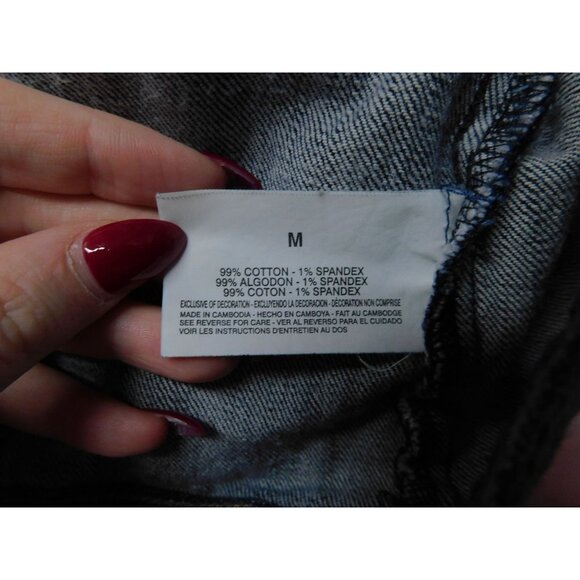 M
99% COTTON - 1% SPANDEX
99% ALGODON - 1% SPANDEX
99% COTON - 1% SPANDEX
EXCLUSIVE OF DECORATION - EXCLUYENDO LA DECORACION - DÉCORATION NON COMPRISE
MADE IN CAMBODIA - HECHO EN CAMBOYA - FAIT AU CAMBODGE
SEE REVERSE FOR CARE - VER AL REVERSO PARA EL CUIDADO
VOIR LES INSTRUCTIONS D'ENTRETIEN AU DOS